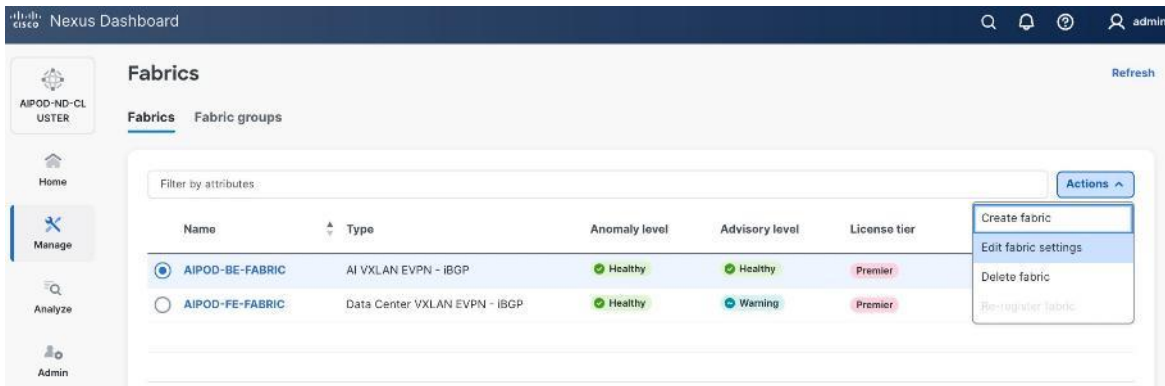 cisco Nexus Dashboard
admin
AIPOD-ND-CL
USTER
Home
Manage
Analyze
Admin
Fabrics
Refresh
Fabrics Fabric groups
Filter by attributes
Actions
Create fabric
Edit fabric settings
Delete fabric
Re-register fabric
Name Type Anomaly level Advisory level License tier
AIPOD-BE-FABRIC AI VXLAN EVPN - iBGP Healthy Healthy Premier
AIPOD-FE-FABRIC Data Center VXLAN EVPN - iBGP Healthy Warning Premier